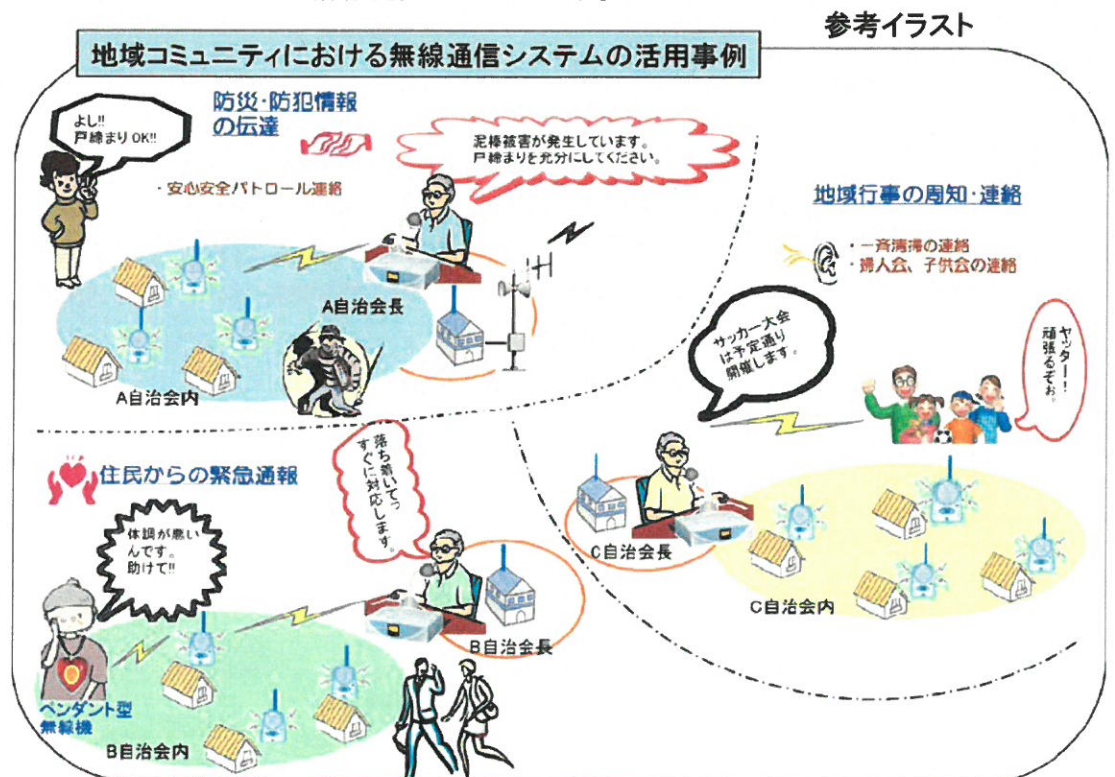 参考イラスト
地域コミュニティにおける無線通信システムの活用事例
防災・防犯情報
の伝達
よし!!
戸締まりOK!!
泥棒被害が発生しています。
戸締まりを充分にしてください。
・安心安全パトロール連絡
A自治会長
A自治会内
地域行事の周知・連絡
・一斉清掃の連絡
・婦人会、子供会の連絡
サッカー大会
は予定通り
開催します。
ヤッター!!
頑張るぞぉ。
C自治会長
C自治会内
住民からの緊急通報
落ち着いてっ
すぐに対応します。
体調が悪い
んです。
助けて!!
B自治会長
ペンダント型
無線機
B自治会内